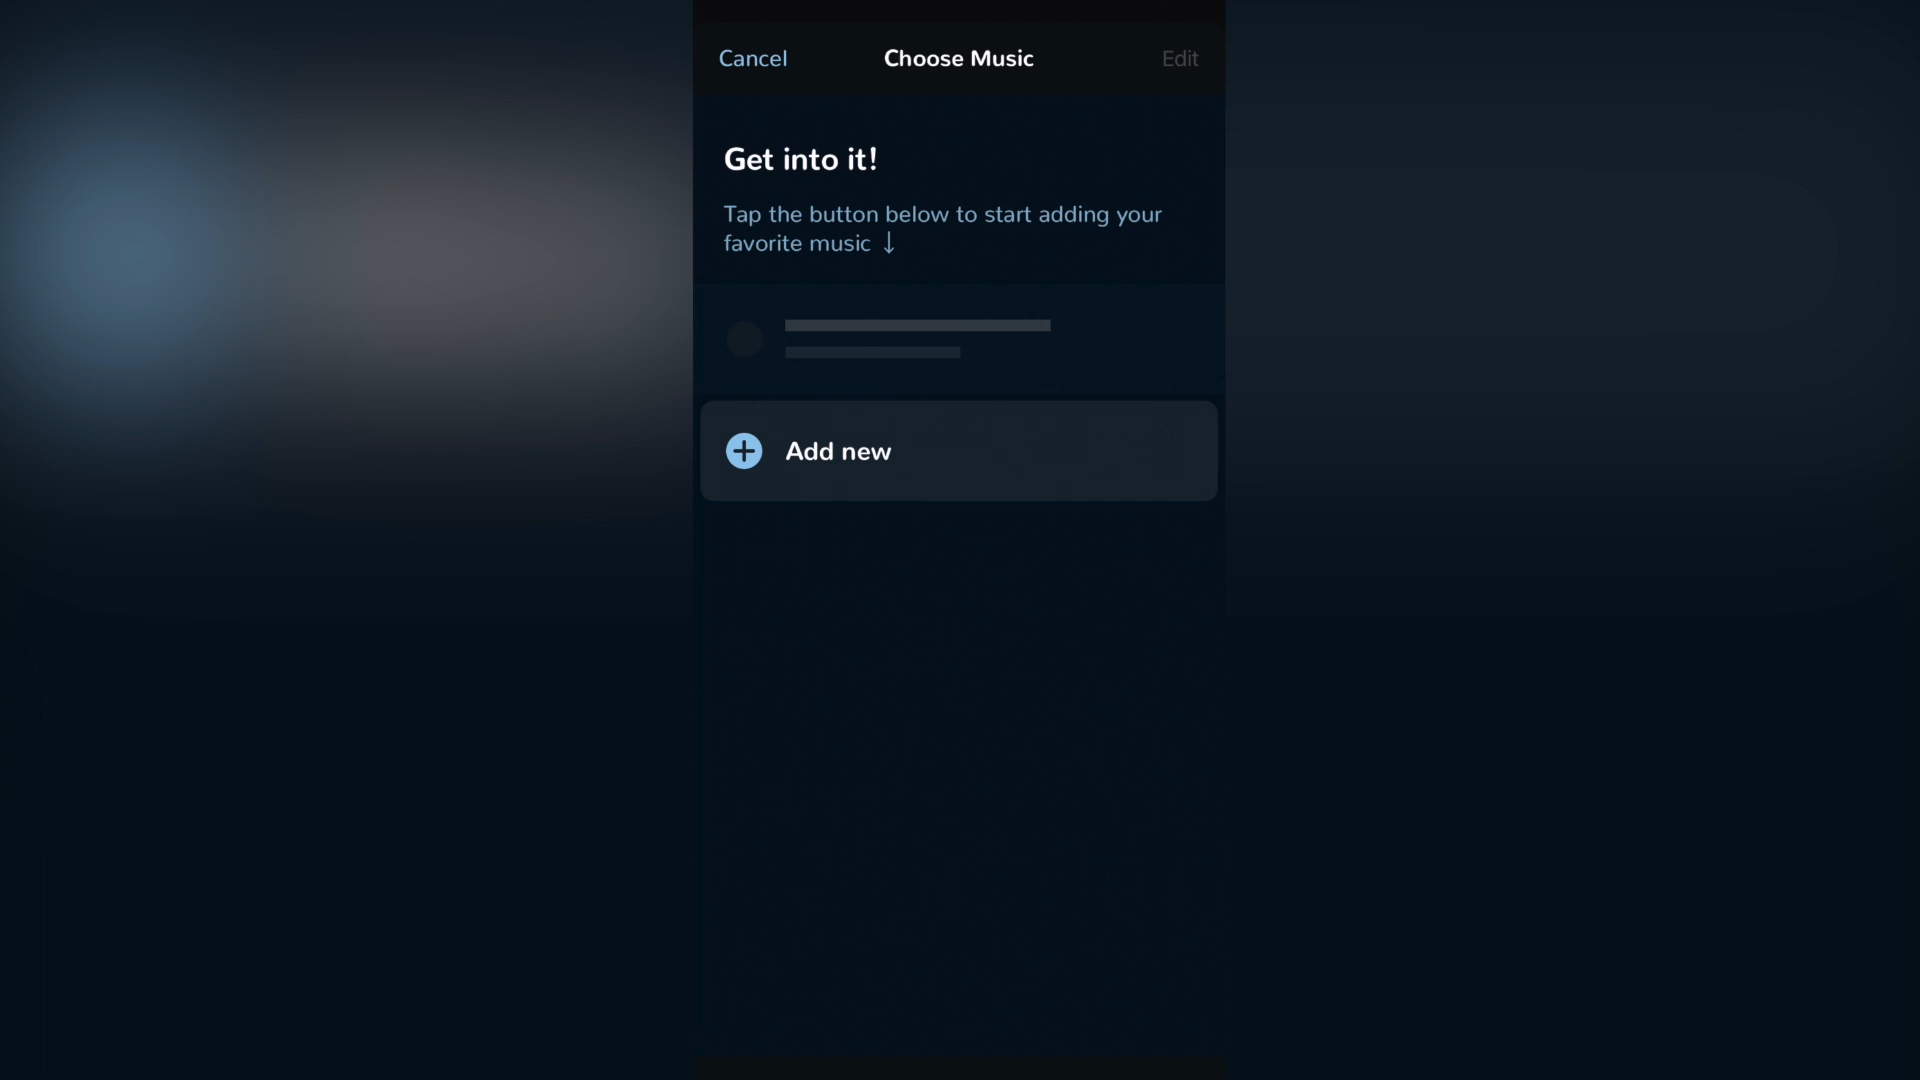 Cancel
Choose Music
Edit
Get into it!
Tap the button below to start adding your
favorite music ↓
Add new